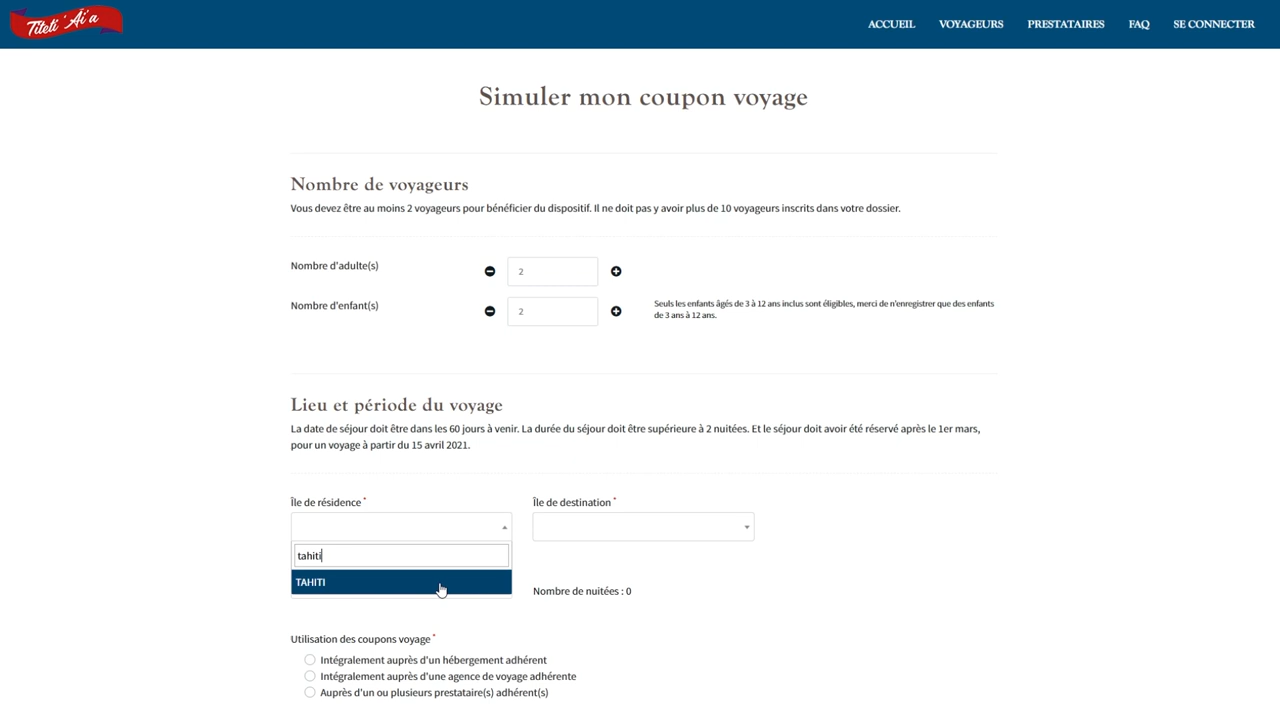 Titeli 'Ai'a
ACCUEIL VOYAGEURS PRESTATAIRES FAQ SE CONNECTER
Simuler mon coupon voyage
Nombre de voyageurs
Vous devez être au moins 2 voyageurs pour bénéficier du dispositif. Il ne doit pas y avoir plus de 10 voyageurs inscrits dans votre dossier.
Nombre d'adulte(s) 2
Nombre d'enfant(s) 2
Seuls les enfants âgés de 3 à 12 ans inclus sont éligibles, merci de n'enregistrer que des enfants
de 3 ans à 12 ans.
Lieu et période du voyage
La date de séjour doit être dans les 60 jours à venir. La durée du séjour doit être supérieure à 2 nuitées. Et le séjour doit avoir été réservé après le 1er mars,
pour un voyage à partir du 15 avril 2021.
Île de résidence * Île de destination *
tahiti
TAHITI
Nombre de nuitées : 0
Utilisation des coupons voyage *
Intégralement auprès d'un hébergement adhérent
Intégralement auprès d'une agence de voyage adhérente
Auprès d'un ou plusieurs prestataire(s) adhérent(s)